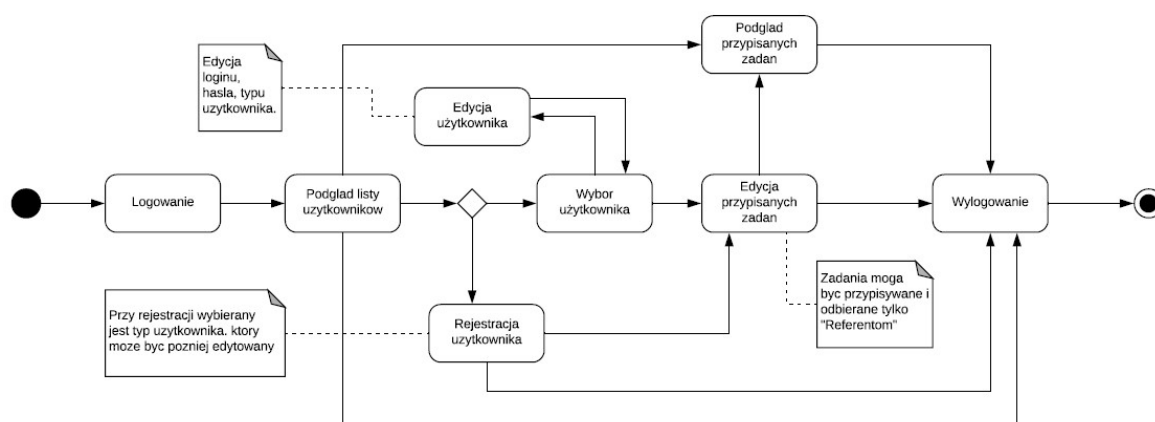 Podglad
przypisanych
zadan
Edycja
loginu,
hasla, typu
uzytkownika.
Edycja
użytkownika
Logowanie
Podglad listy
uzytkownikow
Wybor
użytkownika
Edycja
przypisanych
zadan
Wylogowanie
Przy rejestracji wybierany
jest typ uzytkownika. ktory
moze byc pozniej edytowany
Rejestracja
uzytkownika
Zadania moga
byc przypisywane i
odbierane tylko
"Referentom"